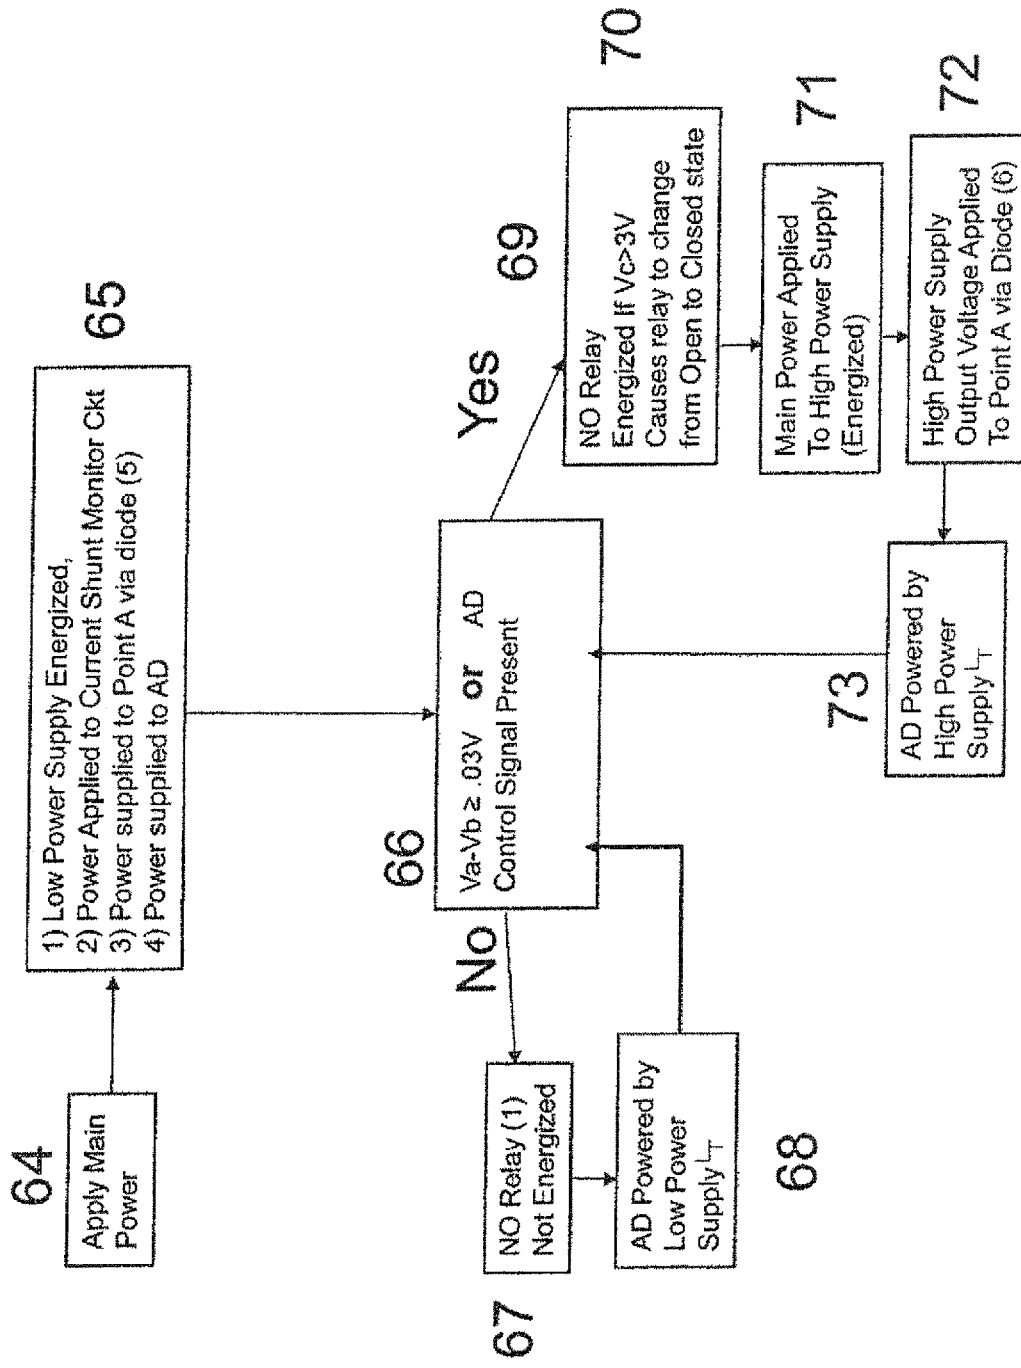 64
Apply Main
Power
65
1) Low Power Supply Energized,
2) Power Applied to Current Shunt Monitor Ckt
3) Power supplied to Point A via diode (5)
4) Power supplied to AD
66
Va-Vb ≥ .03V or AD
Control Signal Present
No
Yes
67
NO Relay (1)
Not Energized
68
AD Powered by
Low Power
Supply
69
NO Relay
Energized If Vc>3V
Causes relay to change
from Open to Closed state
70
Main Power Applied
To High Power Supply
(Energized)
71
High Power Supply
Output Voltage Applied
To Point A via Diode (6)
72
73
AD Powered by
High Power
Supply